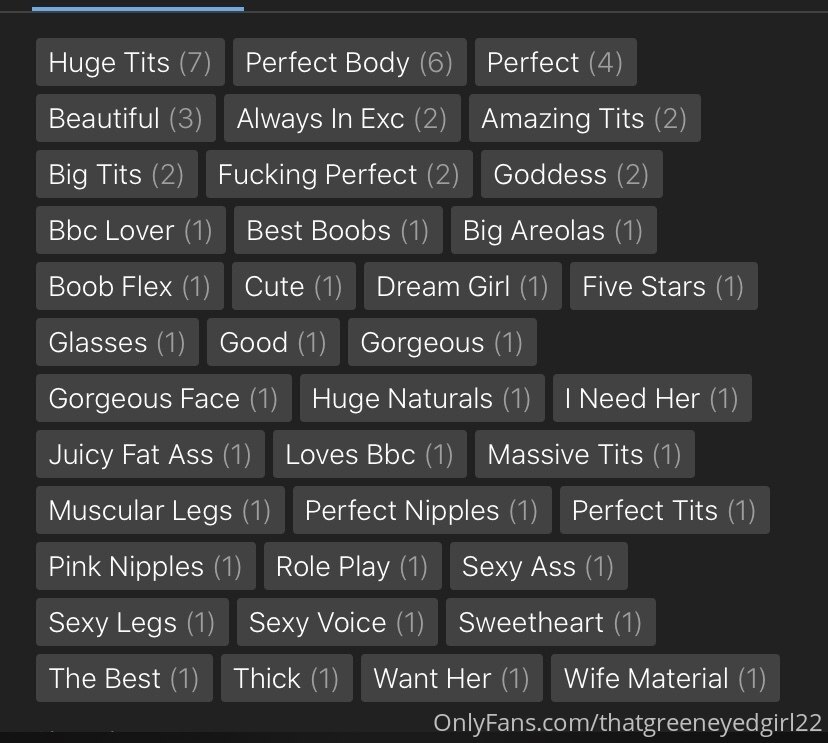 Huge Tits (7) Perfect Body (6) Perfect (4)
Beautiful (3) Always In Exc (2) Amazing Tits (2)
Big Tits (2) Fucking Perfect (2) Goddess (2)
Bbc Lover (1) Best Boobs (1) Big Areolas (1)
Boob Flex (1) Cute (1) Dream Girl (1) Five Stars (1)
Glasses (1) Good (1) Gorgeous (1)
Gorgeous Face (1) Huge Naturals (1) I Need Her (1)
Juicy Fat Ass (1) Loves Bbc (1) Massive Tits (1)
Muscular Legs (1) Perfect Nipples (1) Perfect Tits (1)
Pink Nipples (1) Role Play (1) Sexy Ass (1)
Sexy Legs (1) Sexy Voice (1) Sweetheart (1)
The Best (1) Thick (1) Want Her (1) Wife Material (1)
OnlyFans.com/thatgreeneyedgirl22